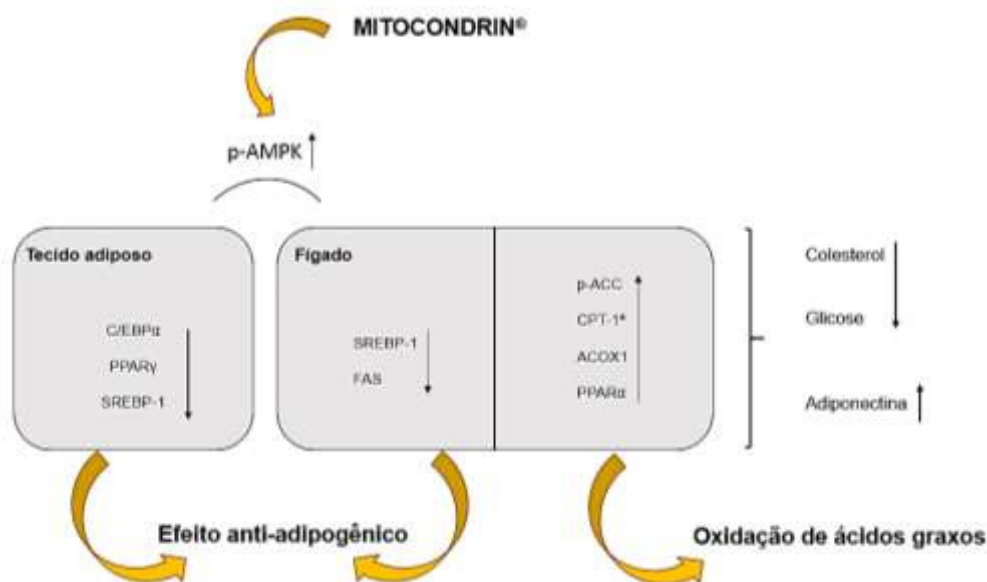 MITOCONDRIN®
p-AMPK
Tecido adiposo
C/EBPα
PPARγ
SREBP-1
Fígado
SREBP-1
FAS
p-ACC
CPT-1ª
ACOX1
PPARα
Colesterol
Glicose
Adiponectina
Efeito anti-adipogênico
Oxidação de ácidos graxos